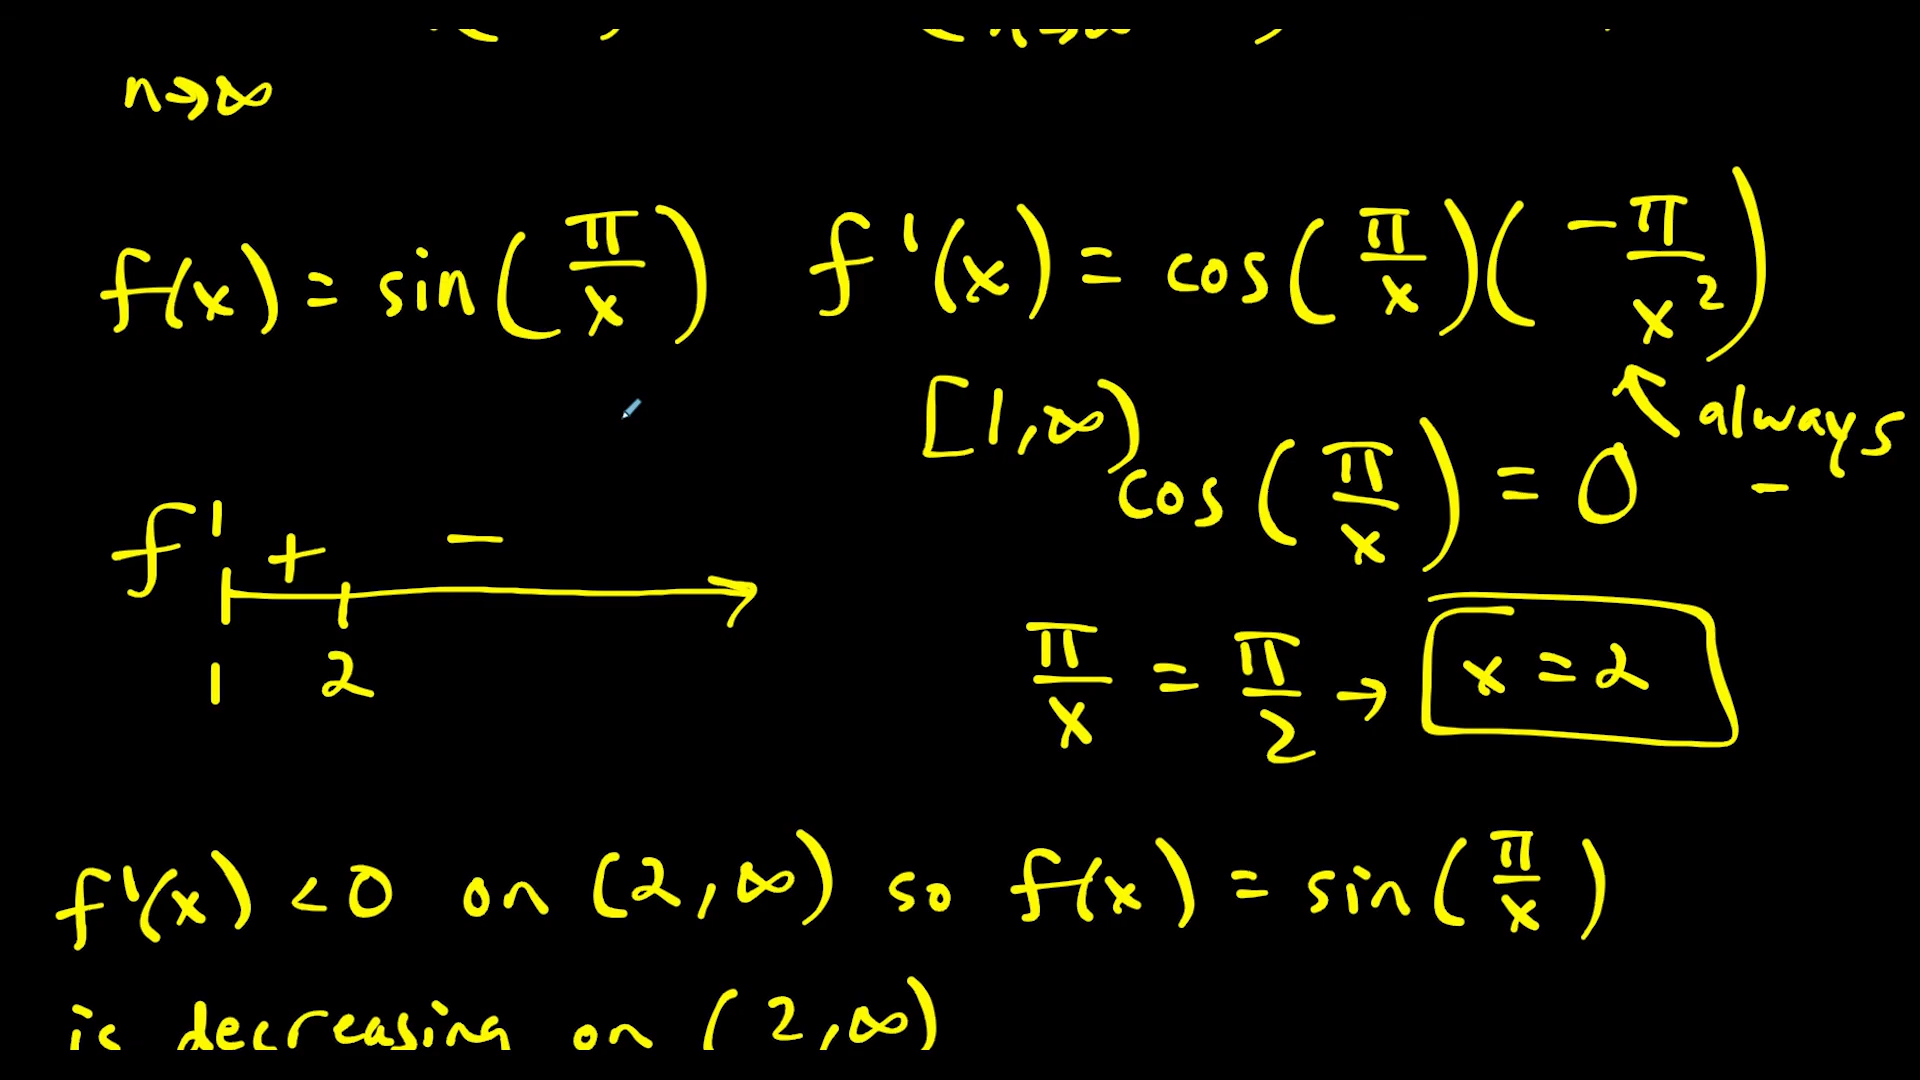 n→∞
f(x) = sin(π/x) f'(x) = cos(π/x)(-π/x²)
[1,∞) always
cos(π/x) = 0 -
f' + -
1 2
π/x = π/2 → x = 2
f'(x) < 0 on (2,∞) so f(x) = sin(π/x)
is decreasing on (2,∞)